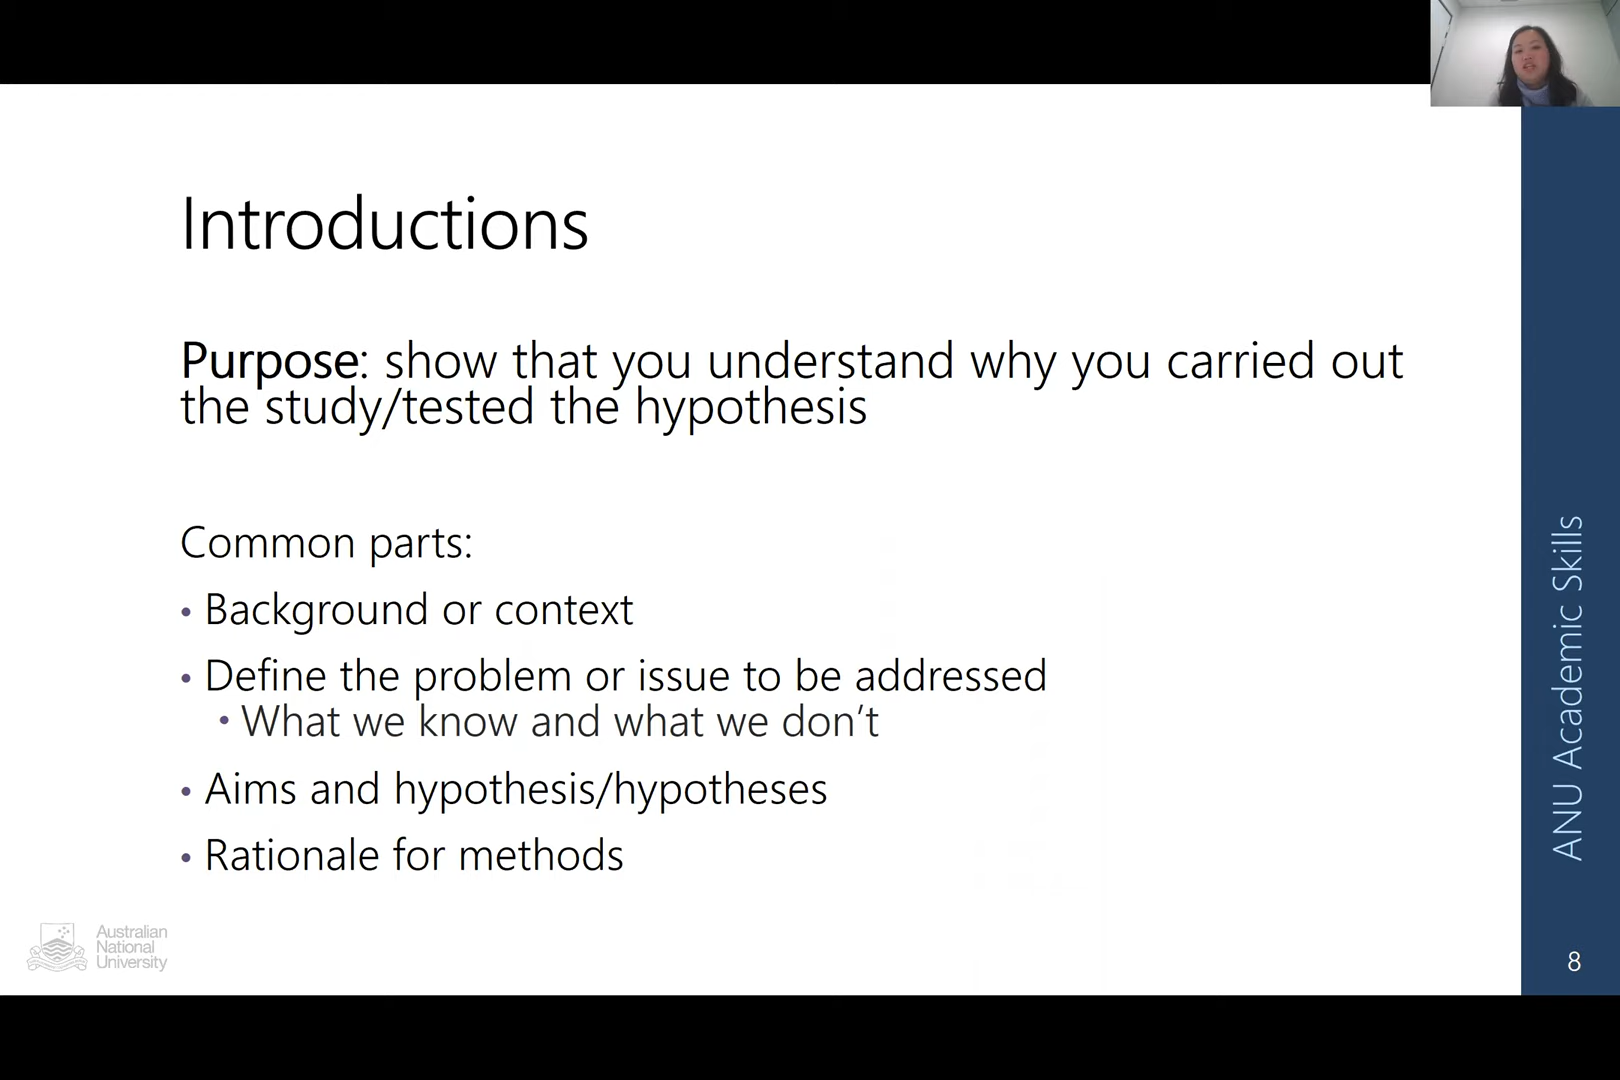 Introductions
Purpose: show that you understand why you carried out
the study/tested the hypothesis
Common parts:
• Background or context
• Define the problem or issue to be addressed
• What we know and what we don’t
• Aims and hypothesis/hypotheses
• Rationale for methods
Australian
National
University
ANU Academic Skills
8